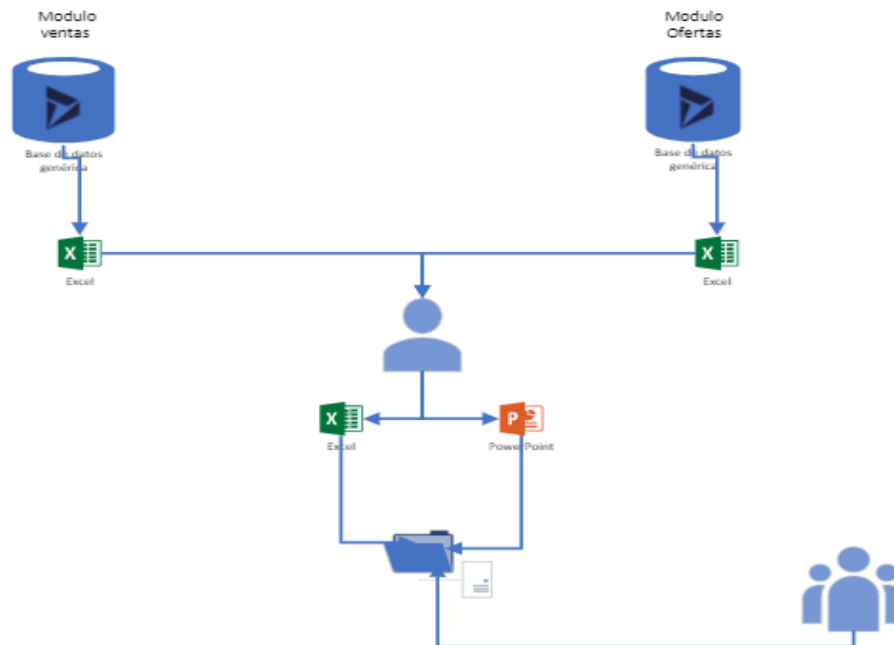 Modulo
ventas
Modulo
Ofertas
Base de datos
genérica
Base de datos
genérica
X
Excel
X
Excel
X
Excel
P
PowerPoint